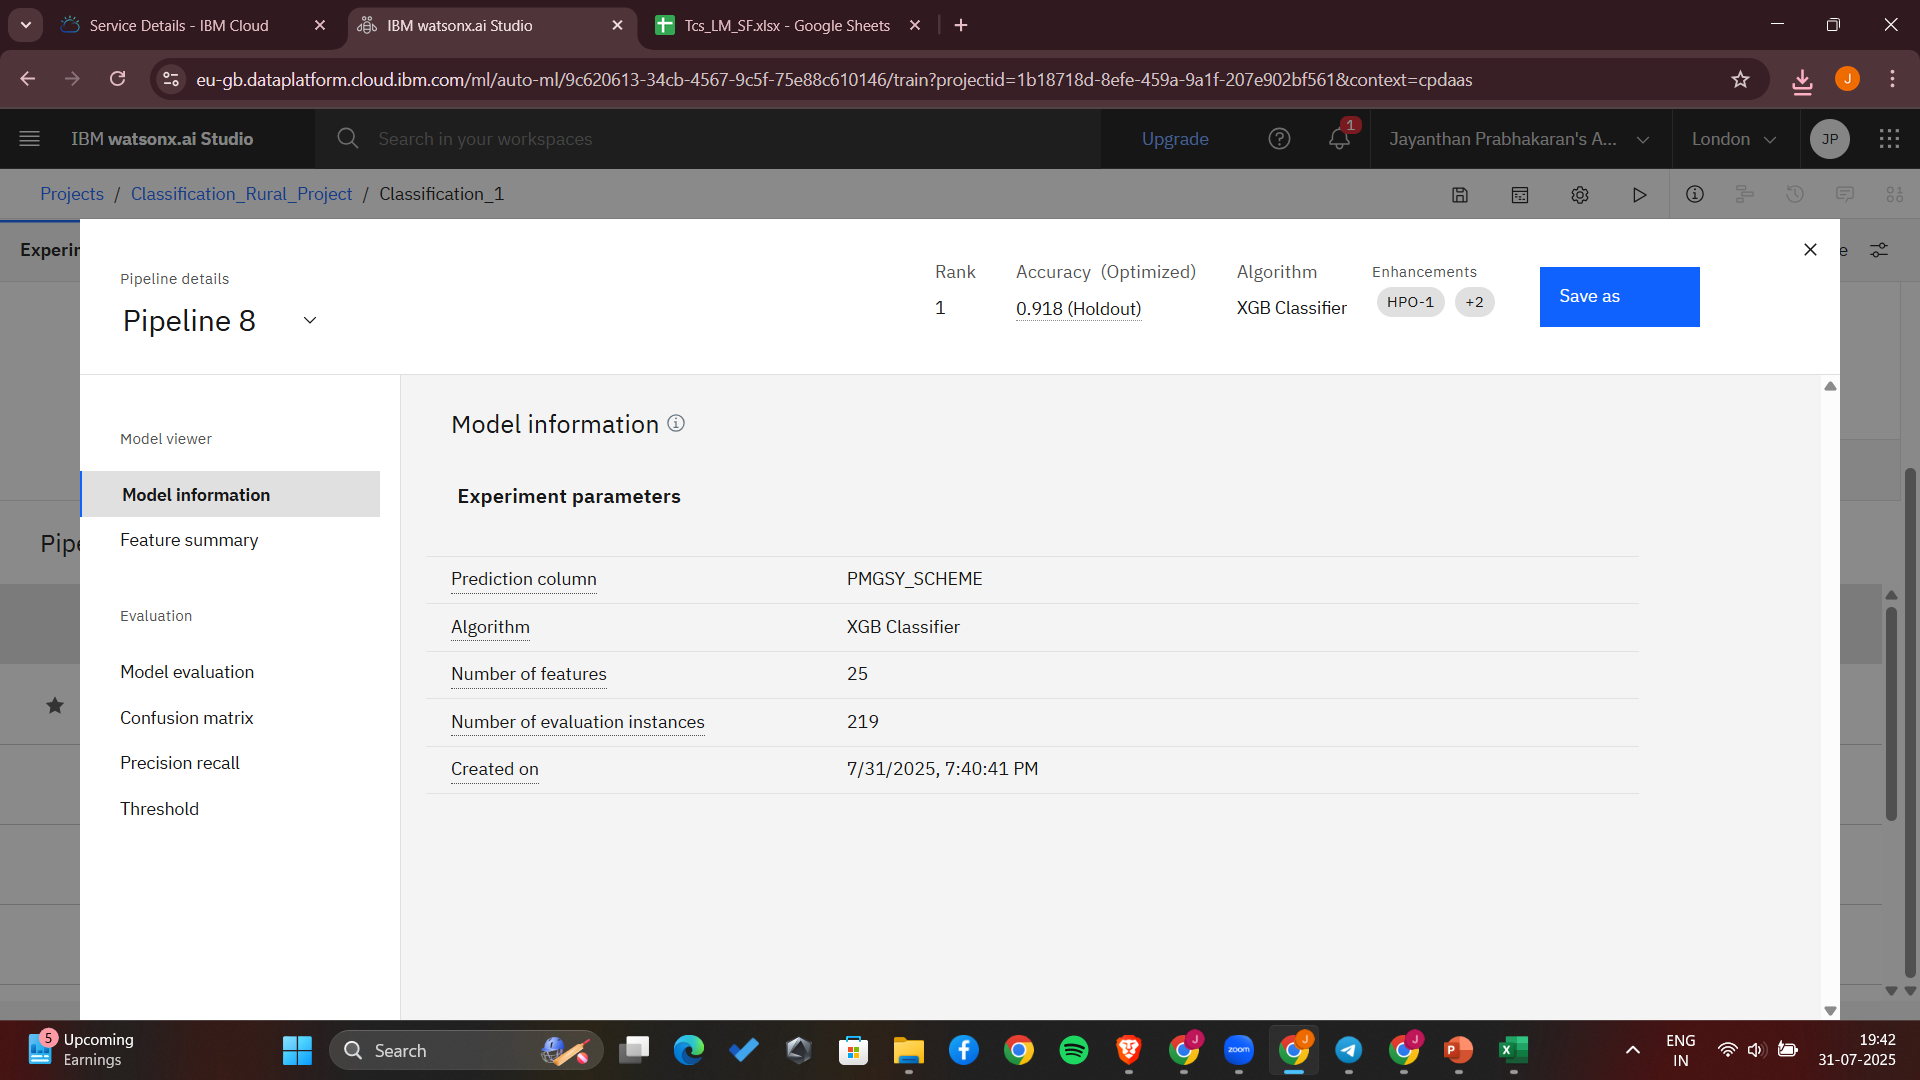 Service Details - IBM Cloud
IBM watsonx.ai Studio
Tcs_LM_SF.xlsx - Google Sheets
eu-gb.dataplatform.cloud.ibm.com/ml/auto-ml/9c620613-34cb-4567-9c5f-75e88c610146/train?projectid=1b18718d-8efe-459a-9a1f-207e902bf561&context=cpdaas
J
IBM watsonx.ai Studio
Search in your workspaces
Upgrade
1
Jayanthan Prabhakaran's A...
London
JP
Projects / Classification_Rural_Project / Classification_1
Pipeline details
Pipeline 8
Rank
1
Accuracy (Optimized)
0.918 (Holdout)
Algorithm
XGB Classifier
Enhancements
HPO-1 +2
Save as
Model viewer
Model information
Feature summary
Evaluation
Model evaluation
Confusion matrix
Precision recall
Threshold
Model information
Experiment parameters
Prediction column PMGSY_SCHEME
Algorithm XGB Classifier
Number of features 25
Number of evaluation instances 219
Created on 7/31/2025, 7:40:41 PM
5
Upcoming
Earnings
Search
zoom
ENG
IN
19:42
31-07-2025